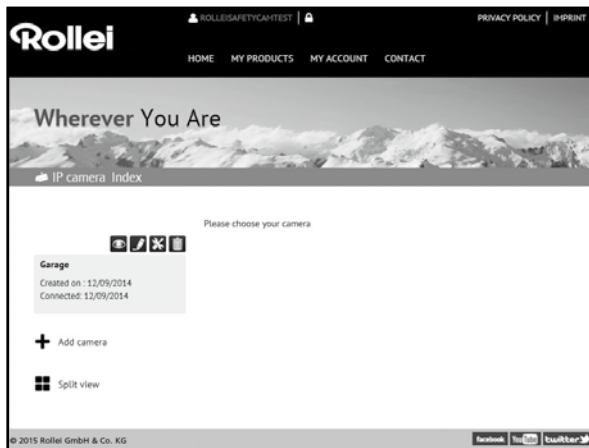 Rollei
ROLLEISAFETYCAMTEST
PRIVACY POLICY | IMPRINT
HOME MY PRODUCTS MY ACCOUNT CONTACT
Wherever You Are
IP camera Index
Please choose your camera
Garage
Created on : 12/09/2014
Connected: 12/09/2014
Add camera
Split view
© 2015 Rollei GmbH & Co. KG
facebook YouTube twitter